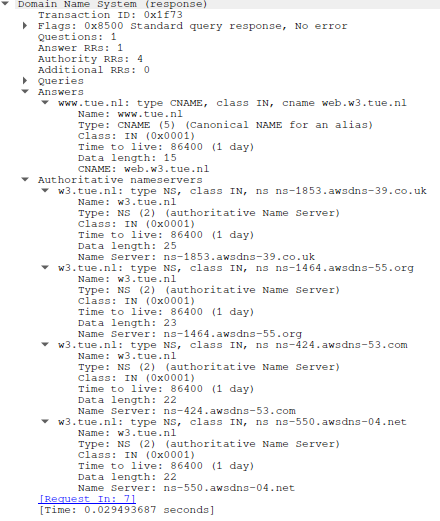 Domain Name System (response)
Transaction ID: 0x1f73
Flags: 0x8500 Standard query response, No error
Questions: 1
Answer RRs: 1
Authority RRs: 4
Additional RRs: 0
Queries
Answers
www.tue.nl: type CNAME, class IN, cname web.w3.tue.nl
Name: www.tue.nl
Type: CNAME (5) (Canonical NAME for an alias)
Class: IN (0x0001)
Time to live: 86400 (1 day)
Data length: 15
CNAME: web.w3.tue.nl
Authoritative nameservers
w3.tue.nl: type NS, class IN, ns ns-1853.awsdns-39.co.uk
Name: w3.tue.nl
Type: NS (2) (authoritative Name Server)
Class: IN (0x0001)
Time to live: 86400 (1 day)
Data length: 25
Name Server: ns-1853.awsdns-39.co.uk
w3.tue.nl: type NS, class IN, ns ns-1464.awsdns-55.org
Name: w3.tue.nl
Type: NS (2) (authoritative Name Server)
Class: IN (0x0001)
Time to live: 86400 (1 day)
Data length: 23
Name Server: ns-1464.awsdns-55.org
w3.tue.nl: type NS, class IN, ns ns-424.awsdns-53.com
Name: w3.tue.nl
Type: NS (2) (authoritative Name Server)
Class: IN (0x0001)
Time to live: 86400 (1 day)
Data length: 22
Name Server: ns-424.awsdns-53.com
w3.tue.nl: type NS, class IN, ns ns-550.awsdns-04.net
Name: w3.tue.nl
Type: NS (2) (authoritative Name Server)
Class: IN (0x0001)
Time to live: 86400 (1 day)
Data length: 22
Name Server: ns-550.awsdns-04.net
[Request In: 7]
[Time: 0.029493687 seconds]